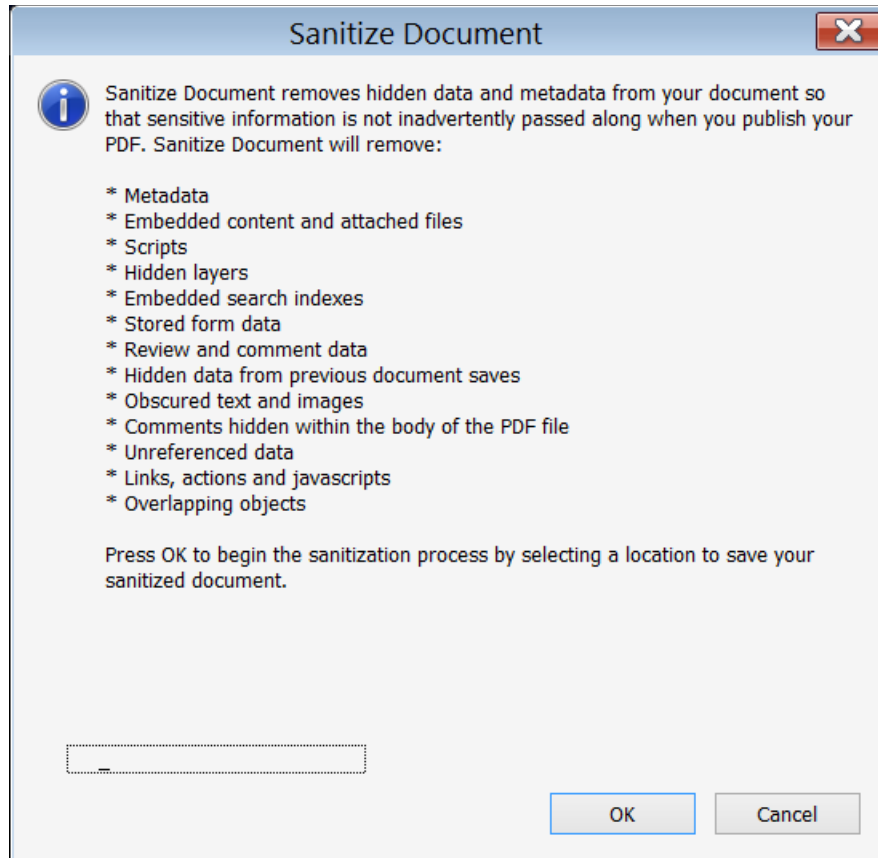 Sanitize Document
Sanitize Document removes hidden data and metadata from your document so
that sensitive information is not inadvertently passed along when you publish your
PDF. Sanitize Document will remove:
* Metadata
* Embedded content and attached files
* Scripts
* Hidden layers
* Embedded search indexes
* Stored form data
* Review and comment data
* Hidden data from previous document saves
* Obscured text and images
* Comments hidden within the body of the PDF file
* Unreferenced data
* Links, actions and javascripts
* Overlapping objects
Press OK to begin the sanitization process by selecting a location to save your
sanitized document.
OK Cancel